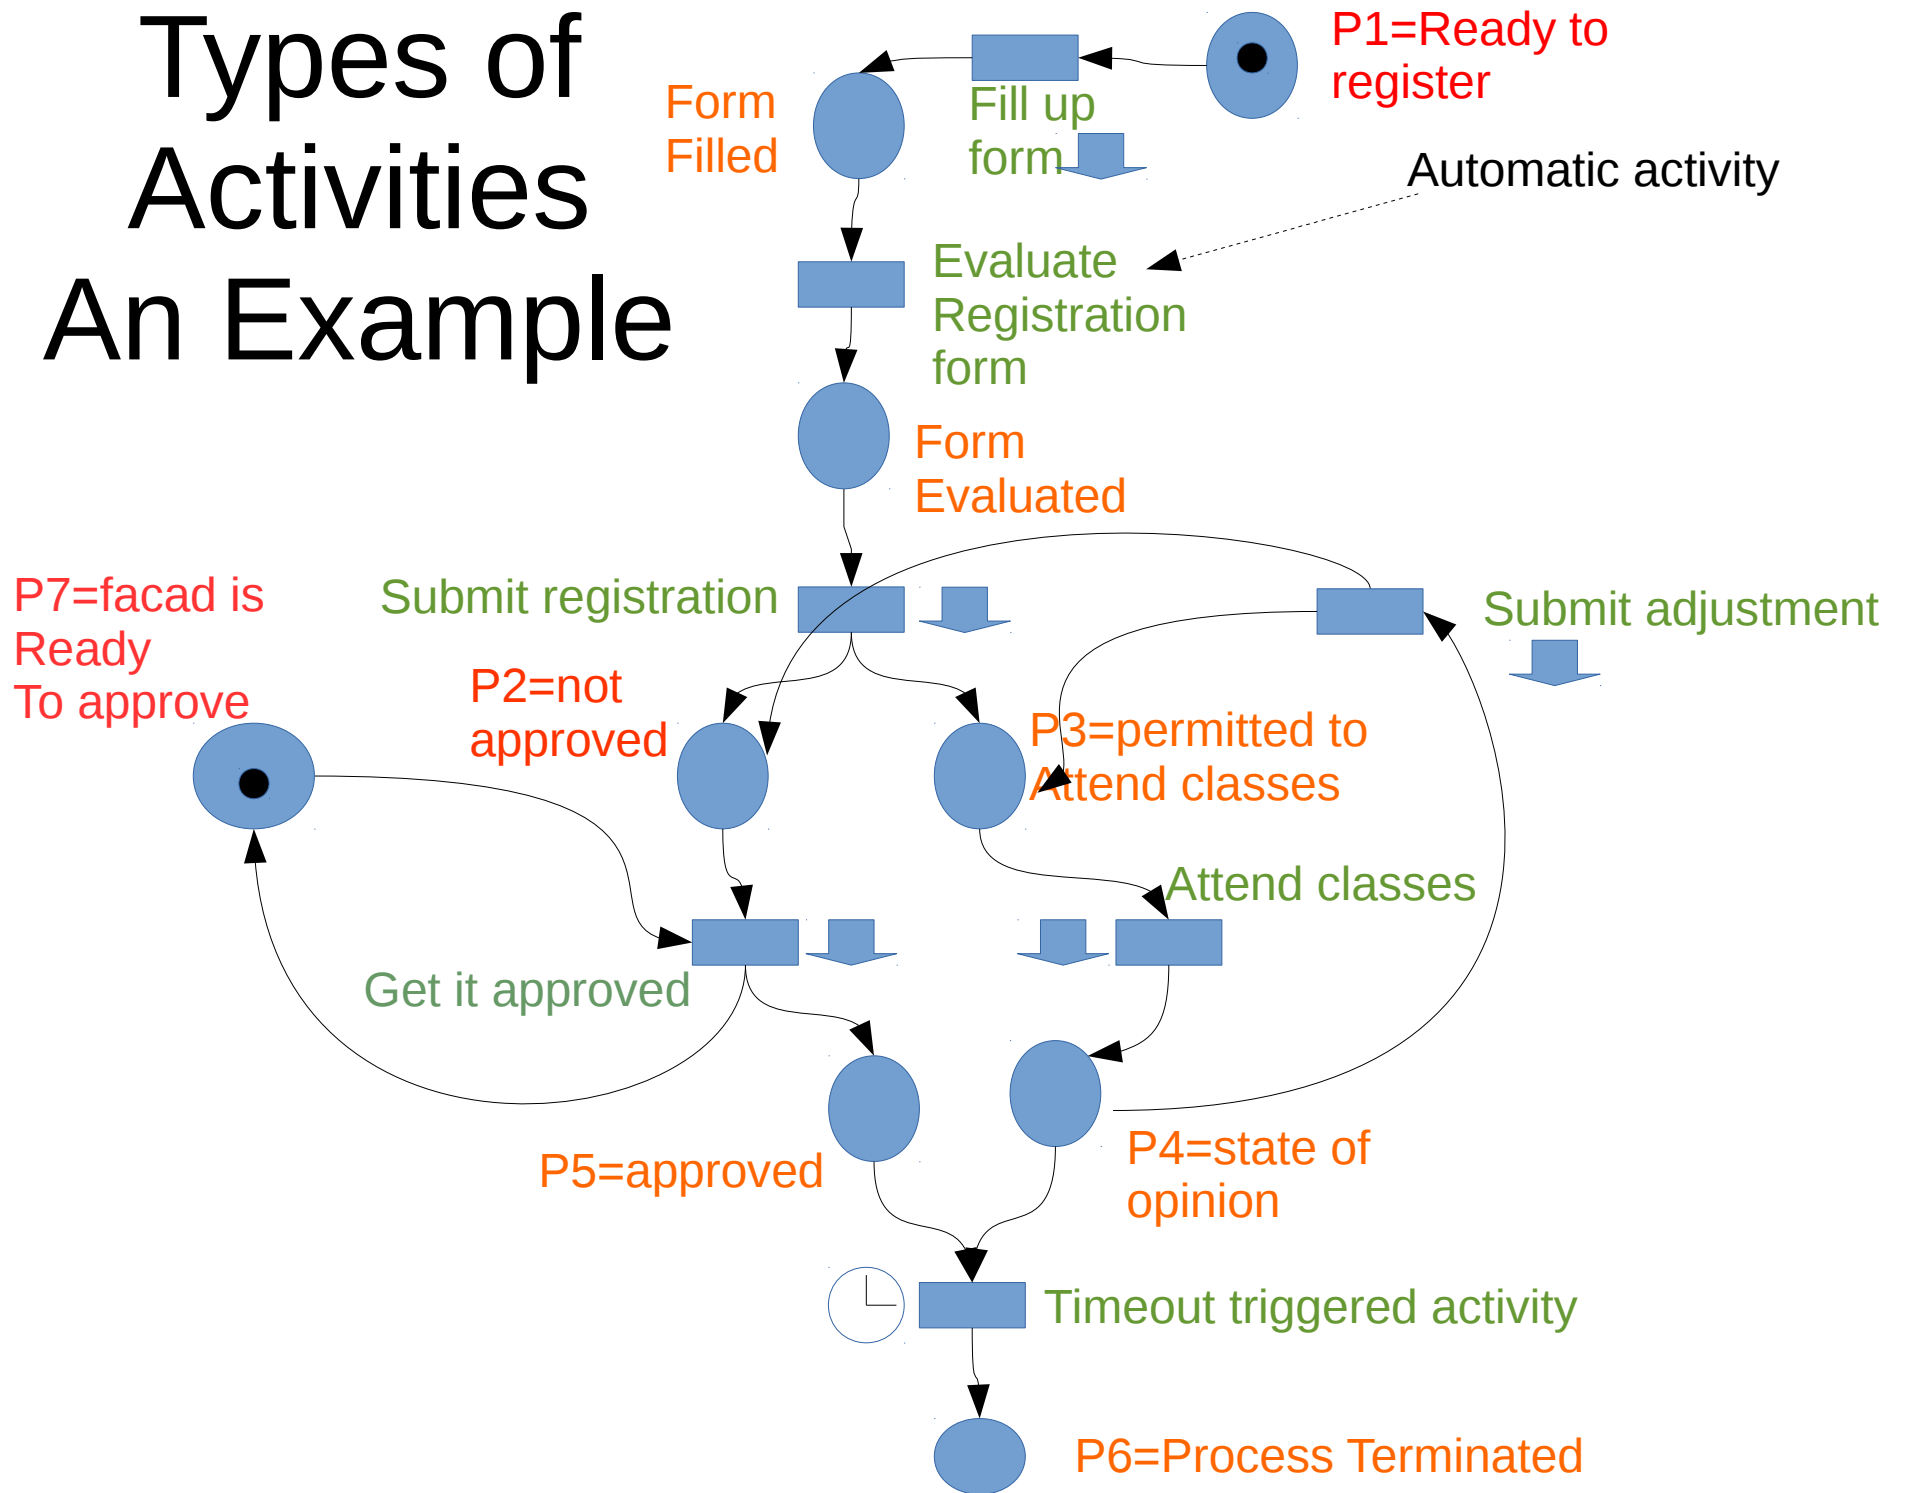 Types of
Activities
An Example
P1=Ready to
register
Form
Filled
Fill up
form
Automatic activity
Evaluate
Registration
form
Form
Evaluated
P7=facad is
Ready
To approve
Submit registration
Submit adjustment
P2=not
approved
P3=permitted to
Attend classes
Attend classes
Get it approved
P5=approved
P4=state of
opinion
Timeout triggered activity
P6=Process Terminated